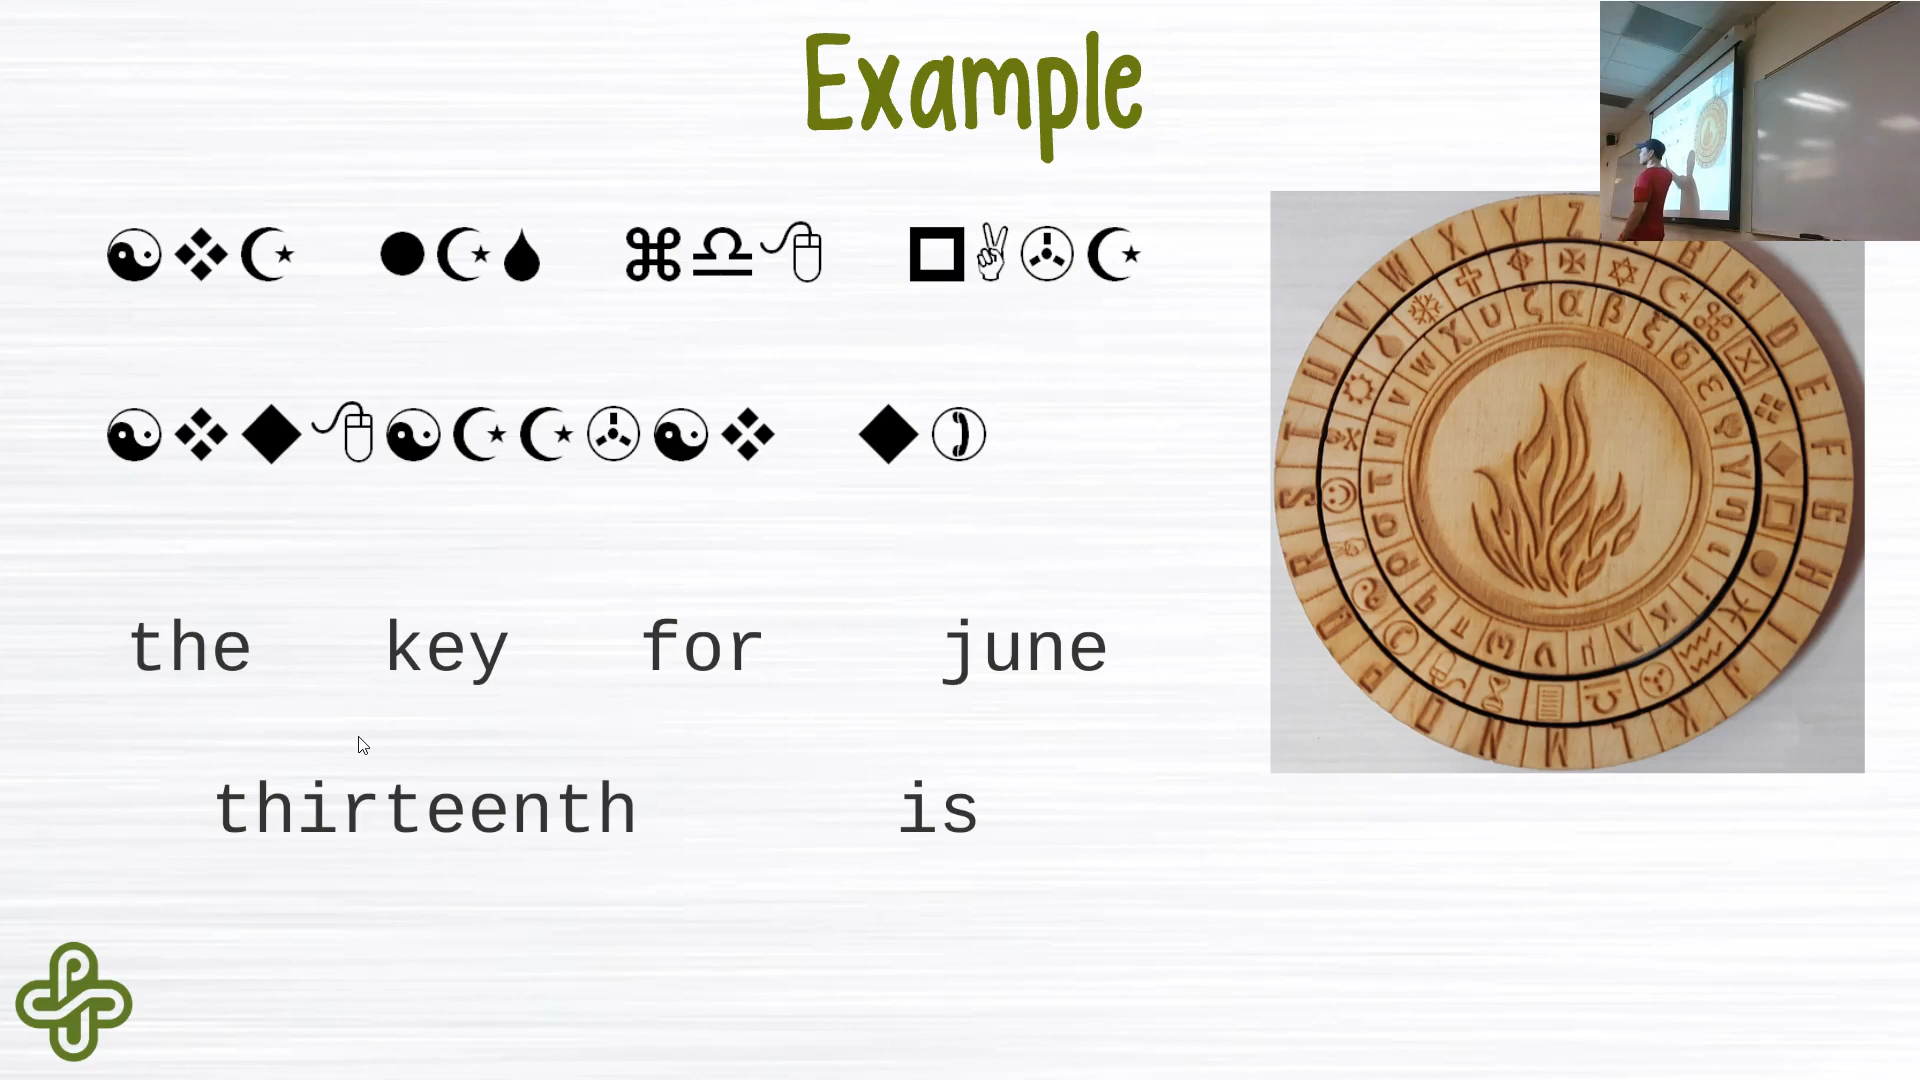 Example
☯❖☪ ●☪💧 ⌘♎🖰 ❑✌✇☪
☯❖◆🖰☯☪☪✇☯❖ ◆✆
the key for june
thirteenth is
Z B C D E F G H I J K L M N O P Q R S T U V W X Y
ζ α β ξ δ ε γ η ι j κ λ μ ν ω π q ρ σ τ u v w χ υ